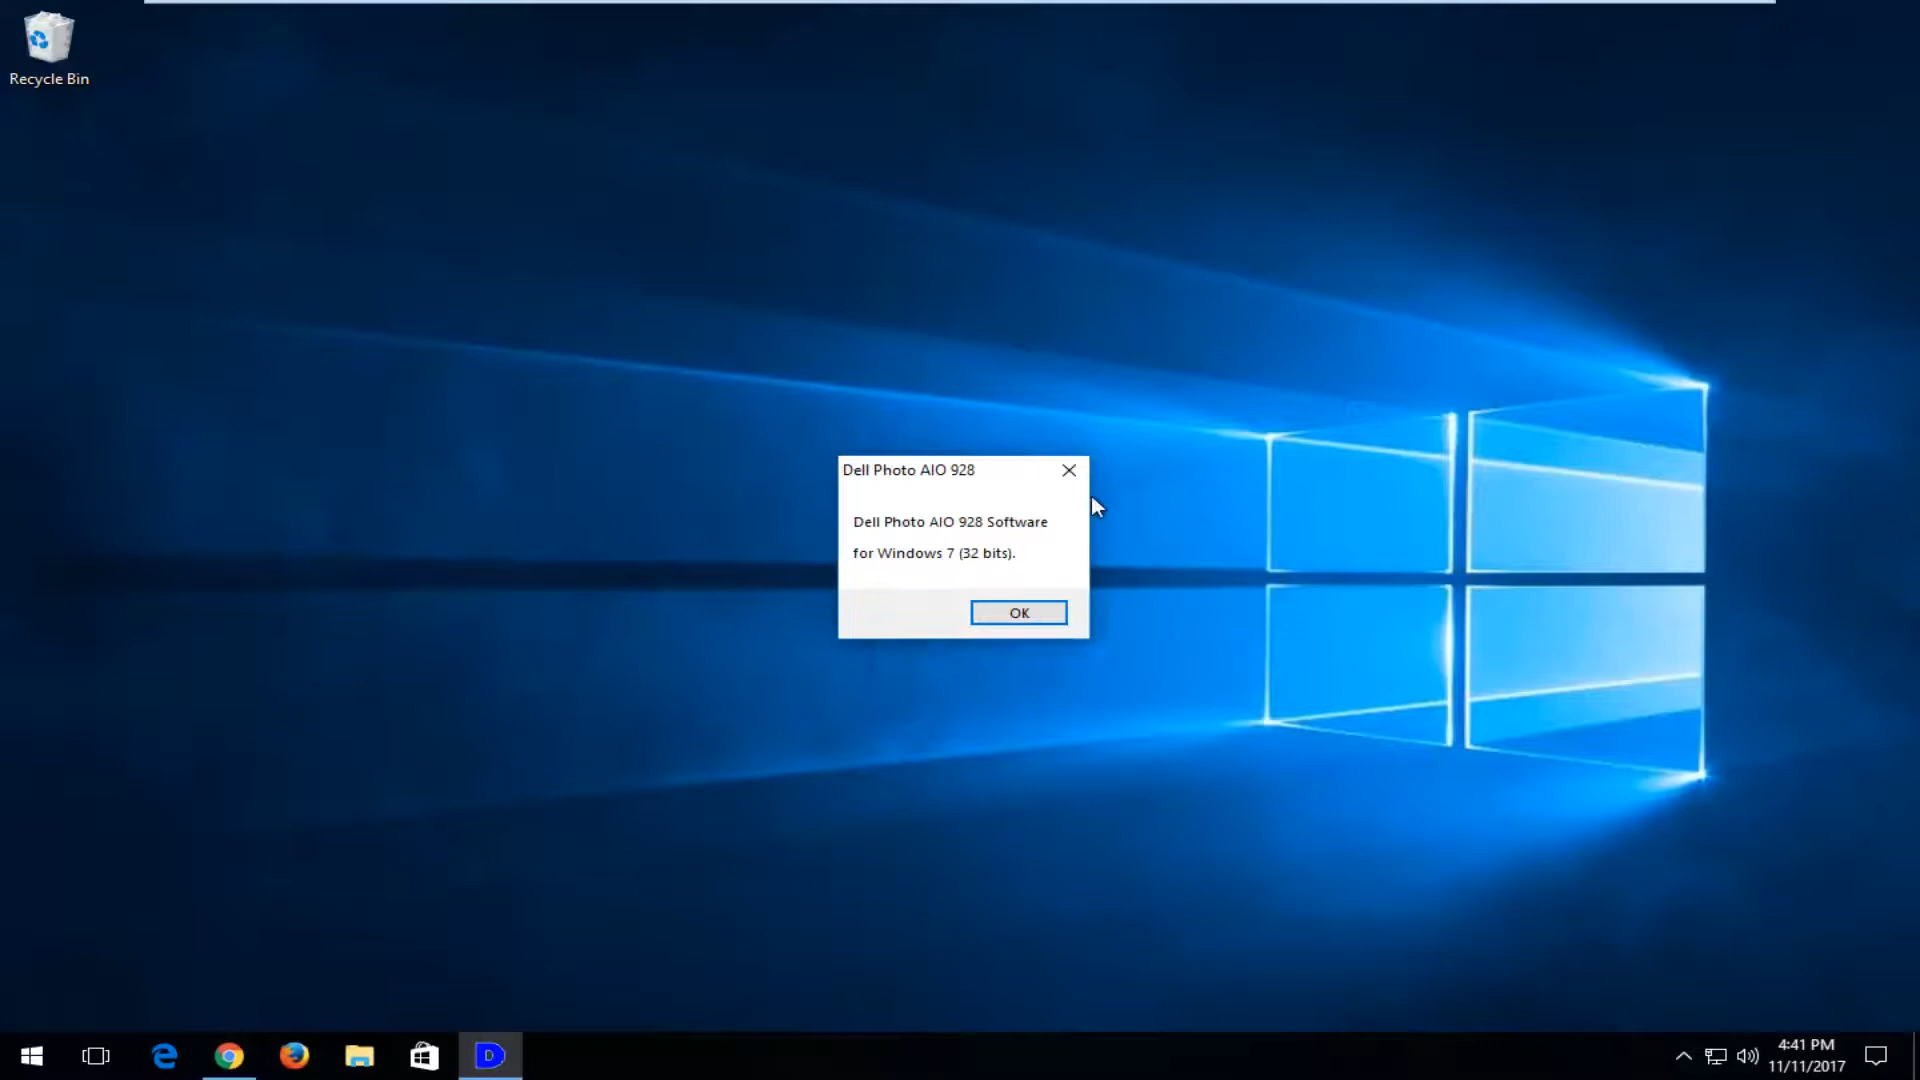 Recycle Bin
Dell Photo AIO 928
Dell Photo AIO 928 Software
for Windows 7 (32 bits).
OK
D
4:41 PM
11/11/2017